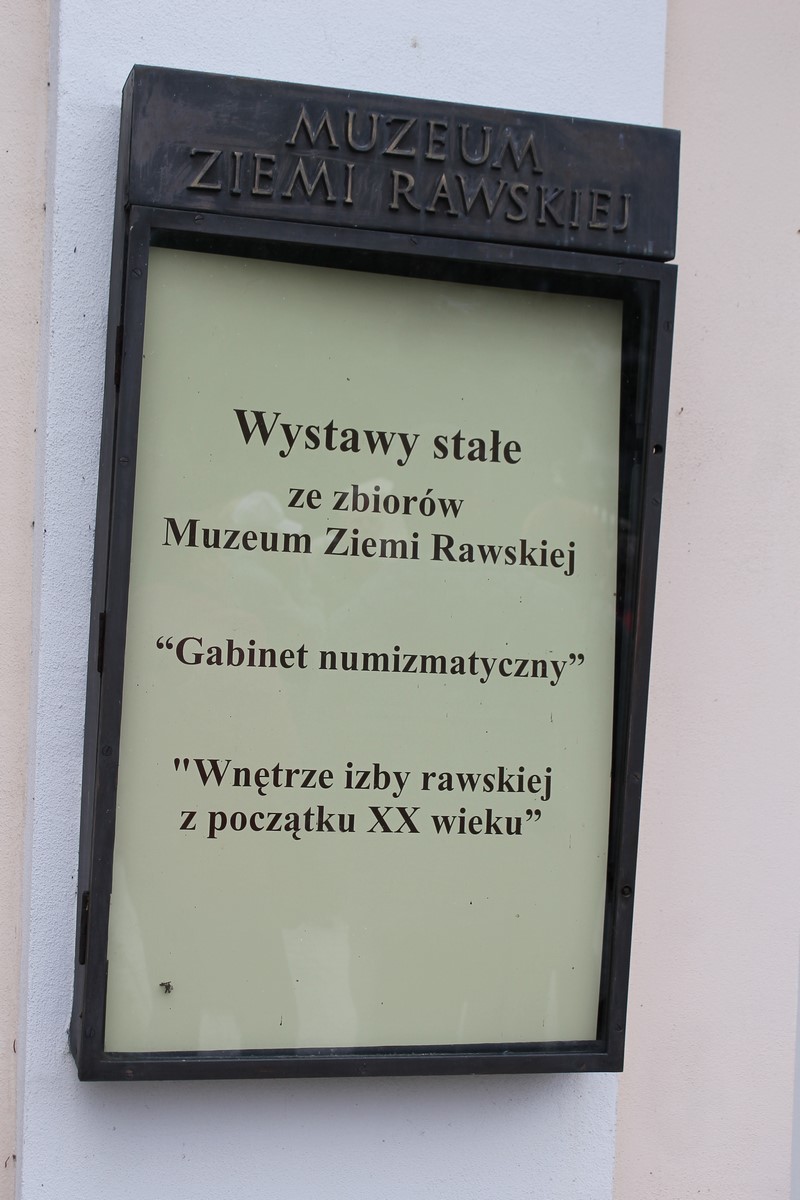 MUZEUM
ZIEMI RAWSKIEJ
Wystawy stałe
ze zbiorów
Muzeum Ziemi Rawskiej
“Gabinet numizmatyczny”
"Wnętrze izby rawskiej
z początku XX wieku”